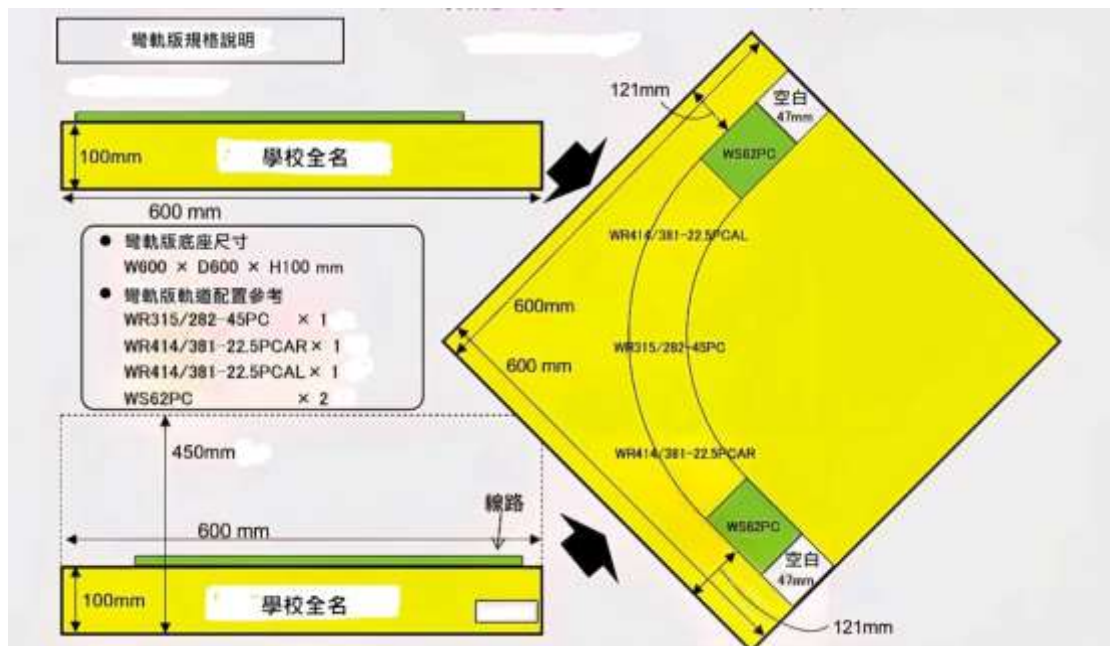 彎軌版規格說明
100mm
學校全名
600 mm
● 彎軌版底座尺寸
W600 × D600 × H100 mm
● 彎軌版軌道配置參考
WR315/282-45PC × 1
WR414/381-22.5PCAR × 1
WR414/381-22.5PCAL × 1
WS62PC × 2
450mm
線路
600 mm
100mm
學校全名
121mm
空白
47mm
WS62PC
WR414/381-22.5PCAL
600mm
WR315/282-45PC
600 mm
WR414/381-22.5PCAR
WS62PC
空白
47mm
121mm